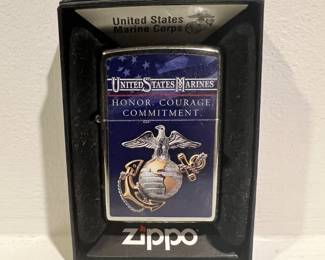 United States
Marine Corps
UNITED STATES MARINES
HONOR, COURAGE,
COMMITMENT.
zippo